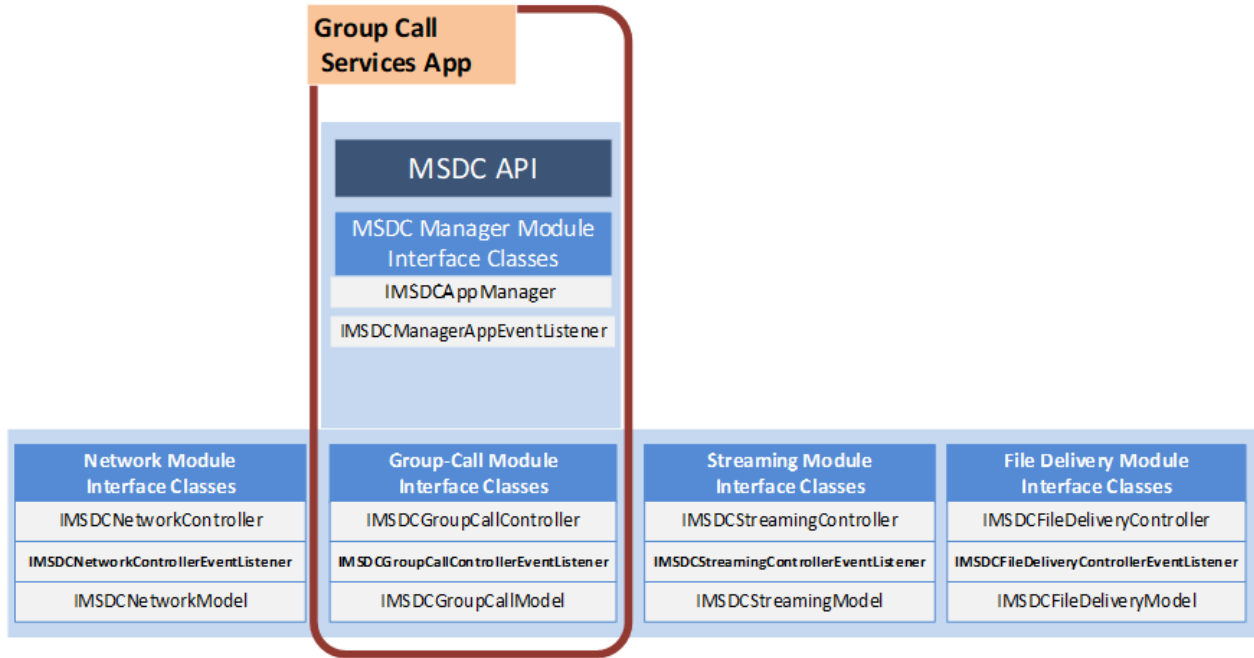 Group Call
Services App
MSDC API
MSDC Manager Module
Interface Classes
IMSDCAppManager
IMSDCManagerAppEventListener
Network Module
Interface Classes
IMSDCNetworkController
IMSDCNetworkControllerEventListener
IMSDCNetworkModel
Group-Call Module
Interface Classes
IMSDCGroupCallController
IMSDCGroupCallControllerEventListener
IMSDCGroupCallModel
Streaming Module
Interface Classes
IMSDCStreamingController
IMSDCStreamingControllerEventListener
IMSDCStreamingModel
File Delivery Module
Interface Classes
IMSDCFileDeliveryController
IMSDCFileDeliveryControllerEventListener
IMSDCFileDeliveryModel